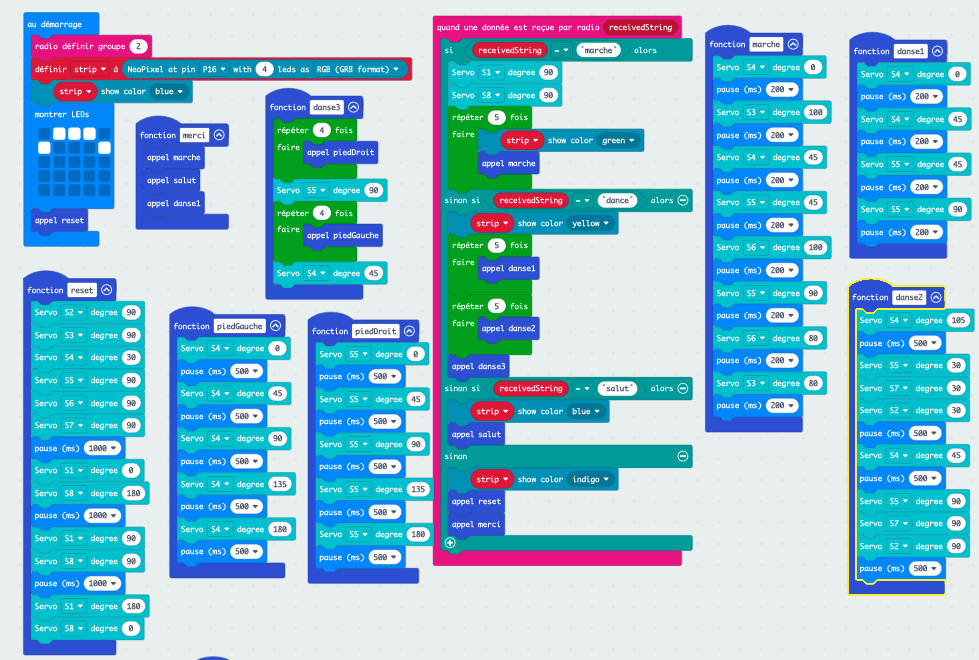 au démarrage
radio définir groupe 2
définir strip à NeoPixel at pin P16 with 4 leds as RGB (GRB format)
strip show color blue
montrer LEDs
appel reset
fonction merci
appel marche
appel salut
appel danse1
fonction danse3
répéter 4 fois
faire appel piedDroit
Servo S5 degree 90
répéter 4 fois
faire appel piedGauche
Servo S4 degree 45
fonction reset
Servo S2 degree 90
Servo S3 degree 90
Servo S4 degree 30
Servo S5 degree 90
Servo S6 degree 90
Servo S7 degree 90
pause (ms) 1000
Servo S1 degree 0
Servo S8 degree 180
pause (ms) 1000
Servo S1 degree 90
Servo S8 degree 90
pause (ms) 1000
Servo S1 degree 180
Servo S8 degree 0
fonction piedGauche
Servo S4 degree 0
pause (ms) 500
Servo S4 degree 45
pause (ms) 500
Servo S4 degree 90
pause (ms) 500
Servo S4 degree 135
pause (ms) 500
Servo S4 degree 180
pause (ms) 500
fonction piedDroit
Servo S5 degree 0
pause (ms) 500
Servo S5 degree 45
pause (ms) 500
Servo S5 degree 90
pause (ms) 500
Servo S5 degree 135
pause (ms) 500
Servo S5 degree 180
pause (ms) 500
quand une donnée est reçue par radio receivedString
si receivedString = "marche" alors
Servo S1 degree 90
Servo S8 degree 90
répéter 5 fois
faire strip show color green
appel marche
sinon si receivedString = "dance" alors
strip show color yellow
répéter 5 fois
faire appel danse1
répéter 5 fois
faire appel danse2
appel danse3
sinon si receivedString = "salut" alors
strip show color blue
appel salut
sinon
strip show color indigo
appel reset
appel merci
fonction marche
Servo S4 degree 0
pause (ms) 200
Servo S3 degree 100
pause (ms) 200
Servo S4 degree 45
pause (ms) 200
Servo S5 degree 45
pause (ms) 200
Servo S6 degree 100
pause (ms) 200
Servo S5 degree 90
pause (ms) 200
Servo S6 degree 80
pause (ms) 200
Servo S3 degree 80
pause (ms) 200
fonction danse1
Servo S4 degree 0
pause (ms) 200
Servo S4 degree 45
pause (ms) 200
Servo S5 degree 45
pause (ms) 200
Servo S5 degree 90
pause (ms) 200
fonction danse2
Servo S4 degree 105
pause (ms) 500
Servo S5 degree 30
Servo S7 degree 30
Servo S2 degree 30
pause (ms) 500
Servo S4 degree 45
pause (ms) 500
Servo S5 degree 90
Servo S7 degree 90
Servo S2 degree 90
pause (ms) 500